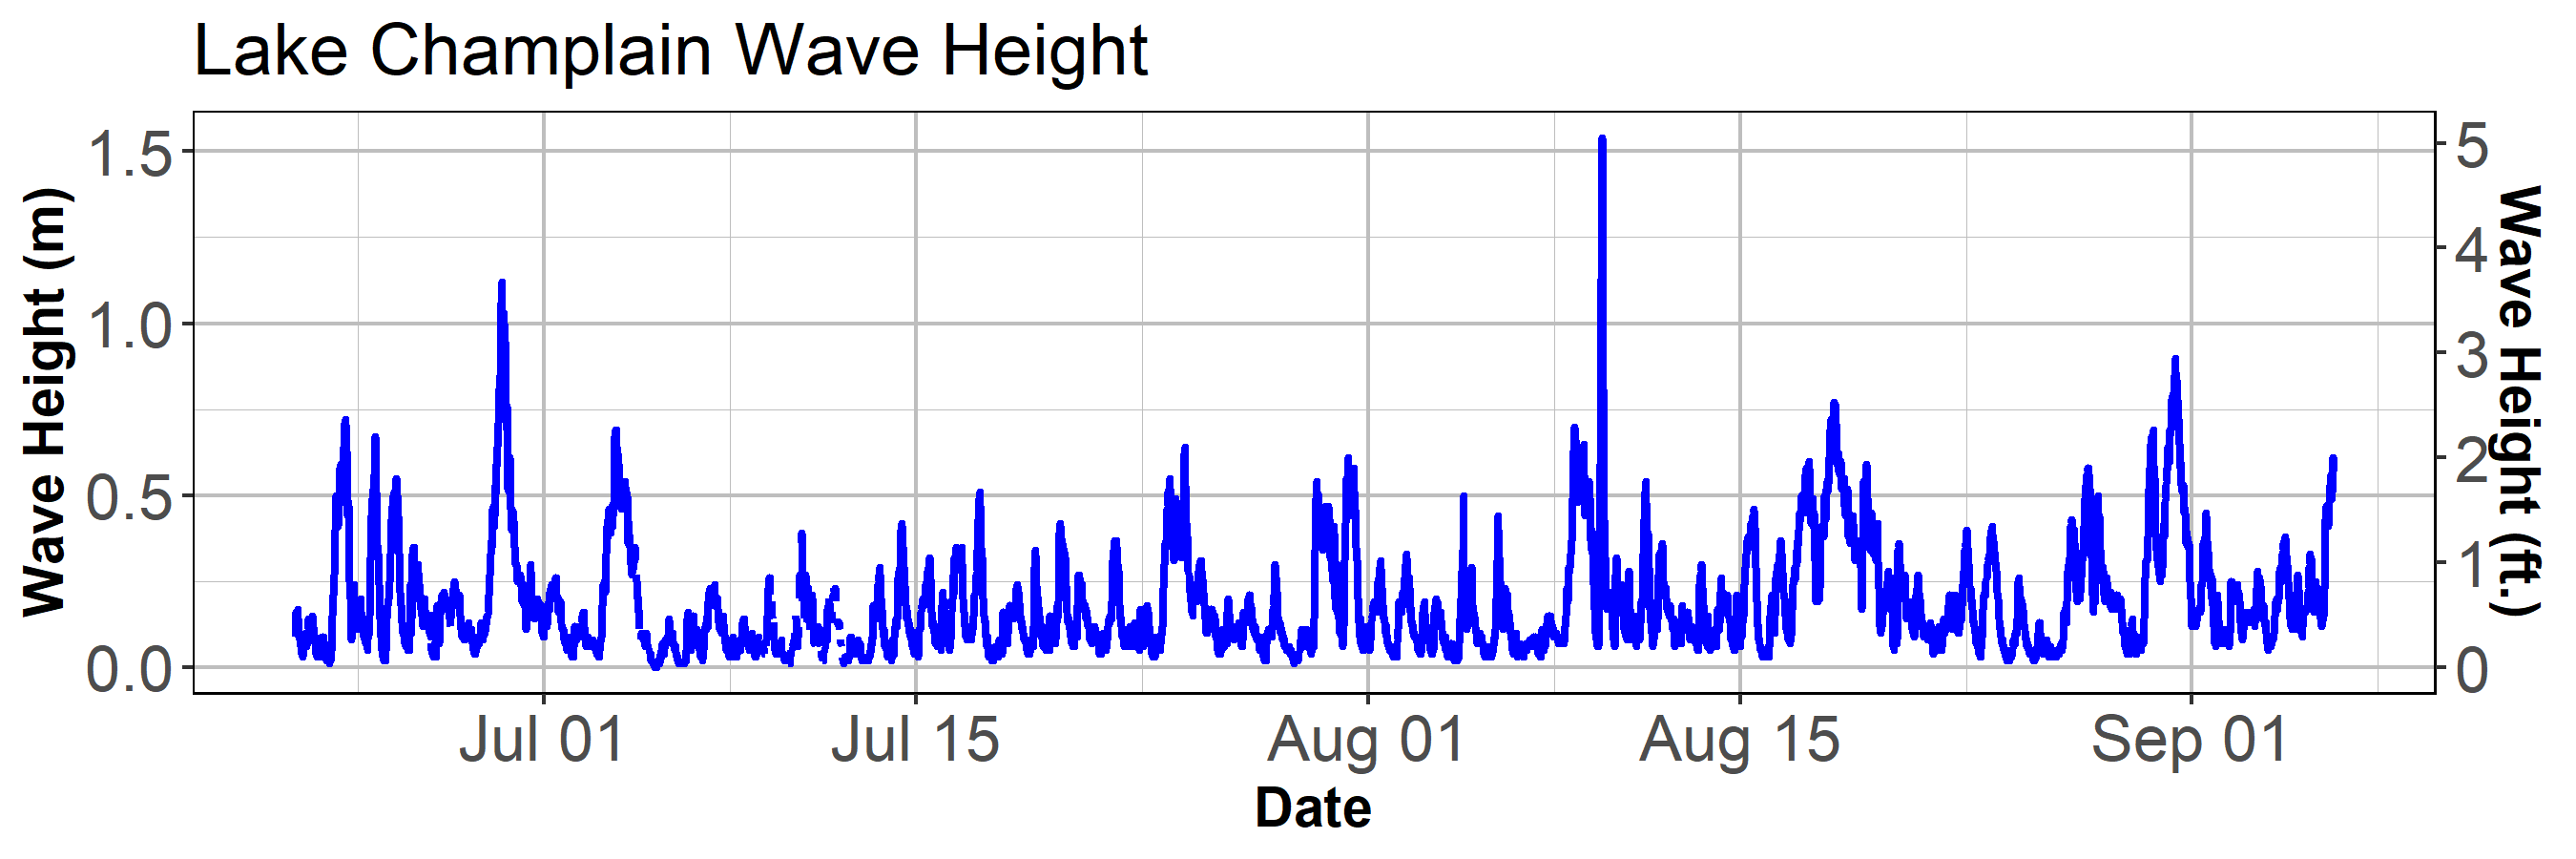 Lake Champlain Wave Height
Wave Height (m)
1.5
1.0
0.5
0.0
5
4
3
2
1
0
Wave Height (ft.)
Jul 01 Jul 15 Aug 01 Aug 15 Sep 01
Date